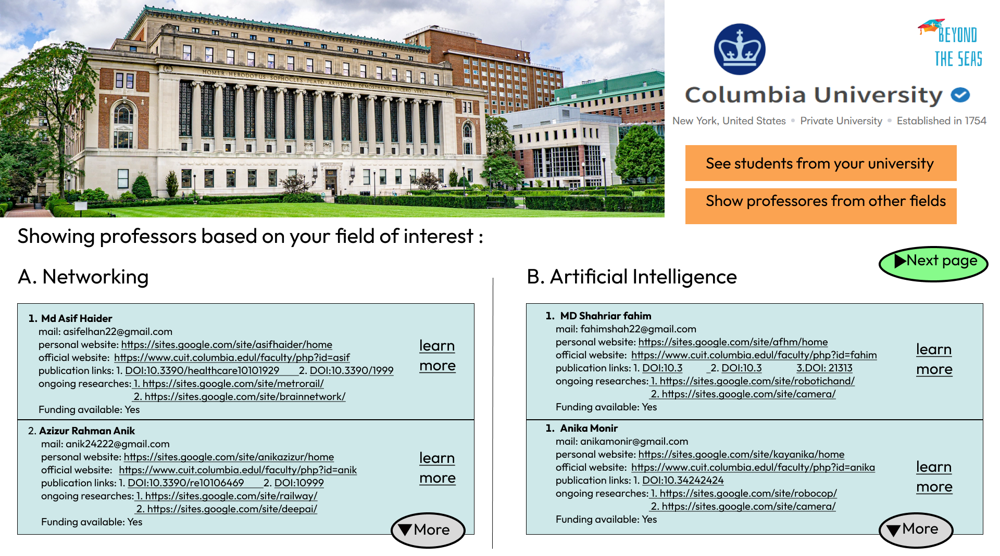 HOMER · HERODOTUS · SOPHOCLES · PLATO · ARISTOTLE · DEMOSTHENES · CICERO · VERGIL
BEYOND
THE SEAS
Columbia University
New York, United States • Private University • Established in 1754
See students from your university
Show professores from other fields
Showing professors based on your field of interest :
▶Next page
A. Networking
1. Md Asif Haider
mail: asifelhan22@gmail.com
personal website: https://sites.google.com/site/asifhaider/home
official website: https://www.cuit.columbia.edul/faculty/php?id=asif
publication links: 1. DOI:10.3390/healthcare10101929 2. DOI:10.3390/1999
ongoing researches: 1. https://sites.google.com/site/metrorail/
2. https://sites.google.com/site/brainnetwork/
Funding available: Yes
learn
more
2. Azizur Rahman Anik
mail: anik24222@gmail.com
personal website: https://sites.google.com/site/anikazizur/home
official website: https://www.cuit.columbia.edul/faculty/php?id=anik
publication links: 1. DOI:10.3390/re10106469 2. DOI:10999
ongoing researches: 1. https://sites.google.com/site/railway/
2. https://sites.google.com/site/deepai/
Funding available: Yes
learn
more
▼More
B. Artificial Intelligence
1. MD Shahriar fahim
mail: fahimshah22@gmail.com
personal website: https://sites.google.com/site/afhm/home
official website: https://www.cuit.columbia.edul/faculty/php?id=fahim
publication links: 1. DOI:10.3 _2. DOI:10.3 3.DOI: 21313
ongoing researches: 1. https://sites.google.com/site/robotichand/
2. https://sites.google.com/site/camera/
Funding available: Yes
learn
more
1. Anika Monir
mail: anikamonir@gmail.com
personal website: https://sites.google.com/site/kayanika/home
official website: https://www.cuit.columbia.edul/faculty/php?id=anika
publication links: 1. DOI:10.34242424
ongoing researches: 1. https://sites.google.com/site/robocop/
2. https://sites.google.com/site/camera/
Funding available: Yes
learn
more
▼More